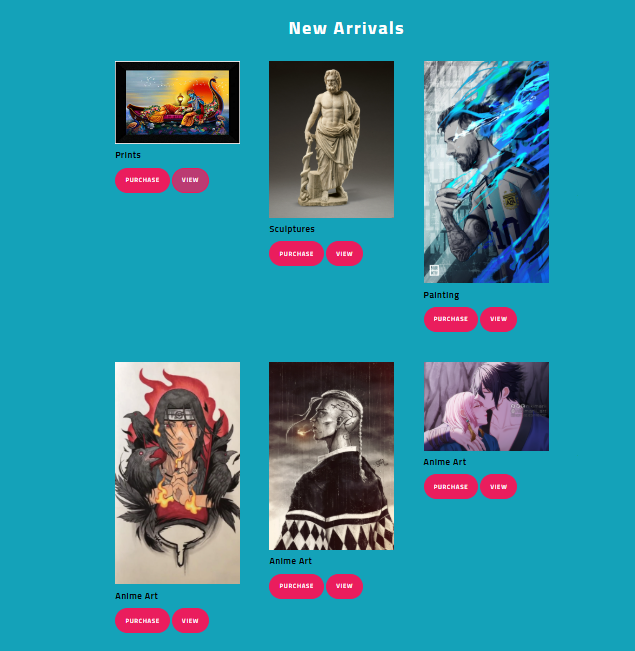 New Arrivals
Prints
PURCHASE VIEW
Sculptures
PURCHASE VIEW
10
Painting
PURCHASE VIEW
Anime Art
PURCHASE VIEW
Anime Art
PURCHASE VIEW
Anime Art
PURCHASE VIEW